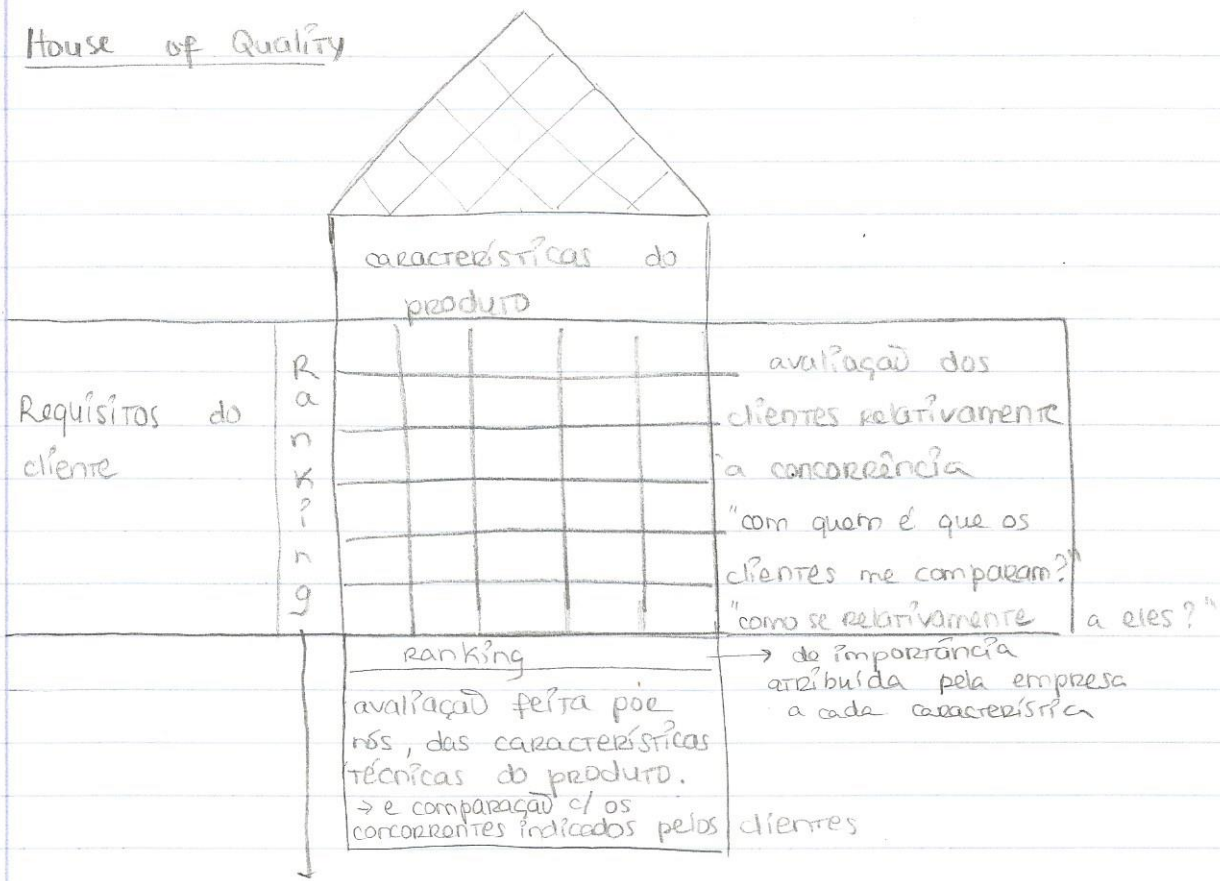 House of Quality
características do
produto
Requisitos do
cliente
Ranking
avaliação dos
clientes relativamente
à concorrência
"com quem é que os
clientes me comparam?"
"como se relativamente a eles?"
Ranking
→ de importância
atribuída pela empresa
a cada característica
avaliação feita por
nós, das características
técnicas do produto.
→ e comparação c/ os
concorrentes indicados pelos clientes